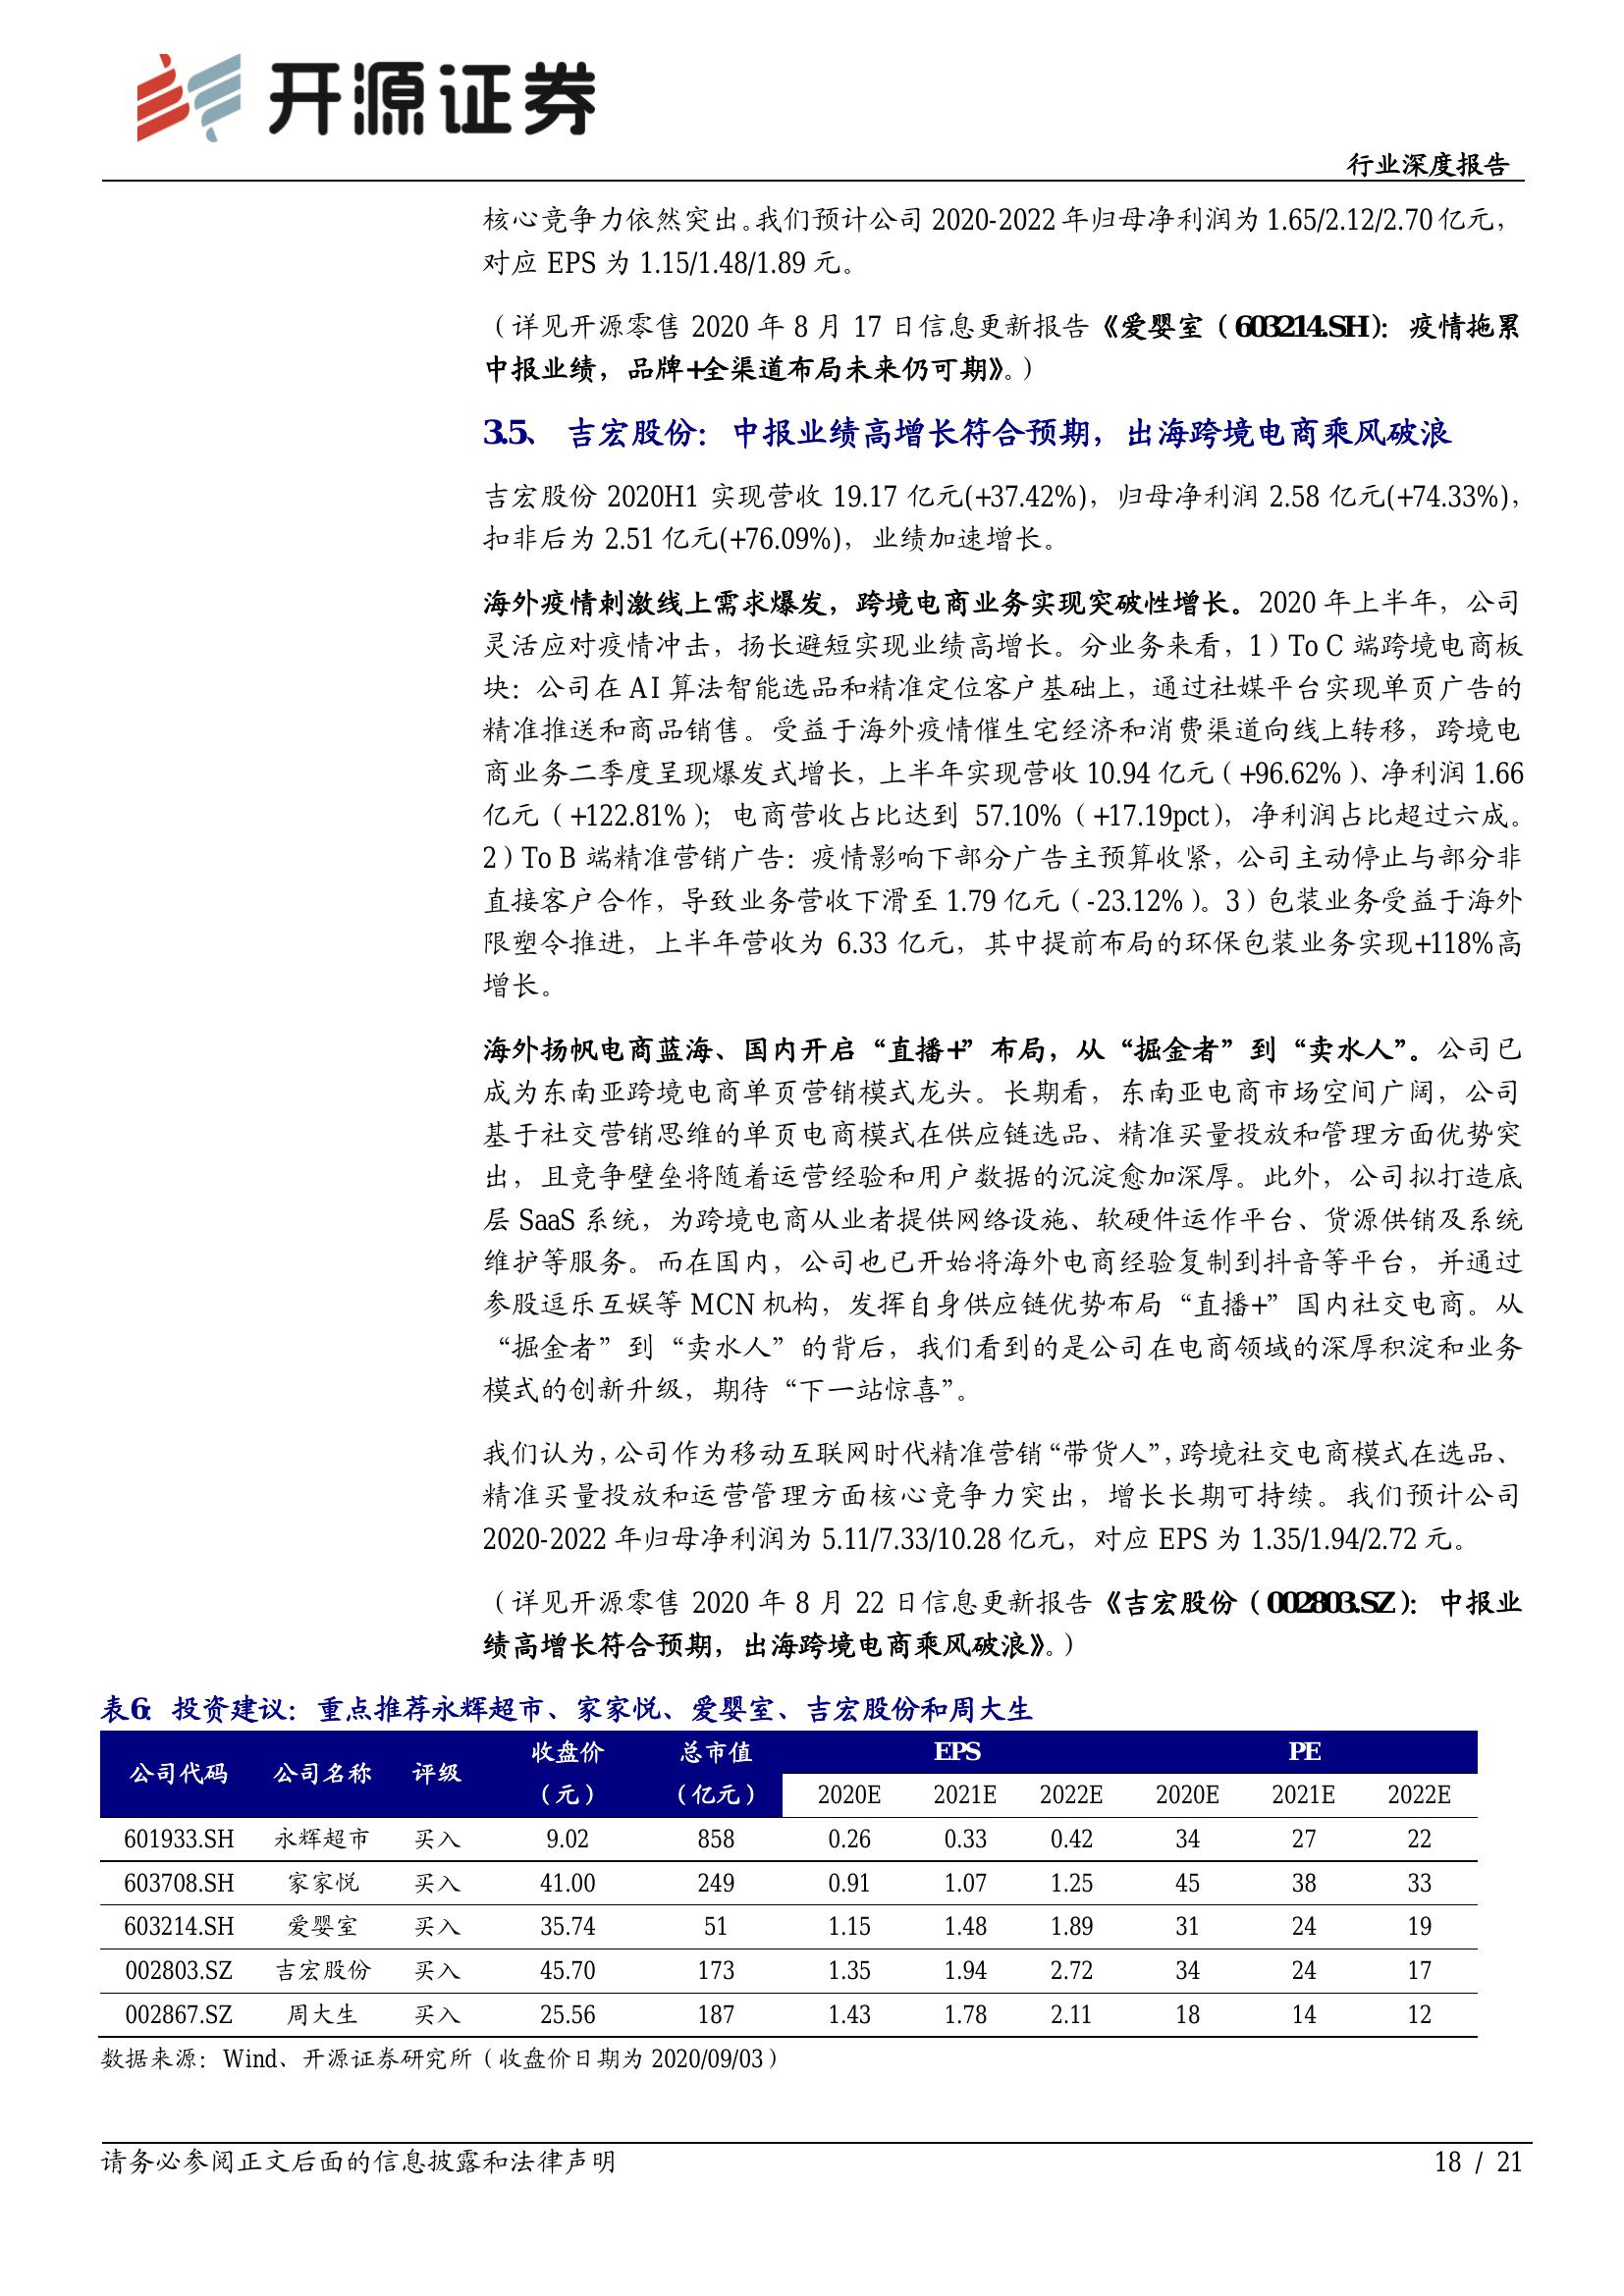 开源证券
行业深度报告
核心竞争力依然突出。我们预计公司 2020-2022 年归母净利润为 1.65/2.12/2.70 亿元，
对应 EPS 为 1.15/1.48/1.89 元。
（详见开源零售 2020 年 8 月 17 日信息更新报告《爱婴室（603214.SH）：疫情拖累
中报业绩，品牌+全渠道布局未来仍可期》。）
3.5、 吉宏股份：中报业绩高增长符合预期，出海跨境电商乘风破浪
吉宏股份 2020H1 实现营收 19.17 亿元(+37.42%)，归母净利润 2.58 亿元(+74.33%)，
扣非后为 2.51 亿元(+76.09%)，业绩加速增长。
海外疫情刺激线上需求爆发，跨境电商业务实现突破性增长。2020 年上半年，公司
灵活应对疫情冲击，扬长避短实现业绩高增长。分业务来看，1）To C 端跨境电商板
块：公司在 AI 算法智能选品和精准定位客户基础上，通过社媒平台实现单页广告的
精准推送和商品销售。受益于海外疫情催生宅经济和消费渠道向线上转移，跨境电
商业务二季度呈现爆发式增长，上半年实现营收 10.94 亿元（+96.62%）、净利润 1.66
亿元（+122.81%）；电商营收占比达到 57.10%（+17.19pct），净利润占比超过六成。
2）To B 端精准营销广告：疫情影响下部分广告主预算收紧，公司主动停止与部分非
直接客户合作，导致业务营收下滑至 1.79 亿元（-23.12%）。3）包装业务受益于海外
限塑令推进，上半年营收为 6.33 亿元，其中提前布局的环保包装业务实现+118%高
增长。
海外扬帆电商蓝海、国内开启“直播+”布局，从“掘金者”到“卖水人”。公司已
成为东南亚跨境电商单页营销模式龙头。长期看，东南亚电商市场空间广阔，公司
基于社交营销思维的单页电商模式在供应链选品、精准买量投放和管理方面优势突
出，且竞争壁垒将随着运营经验和用户数据的沉淀愈加深厚。此外，公司拟打造底
层 SaaS 系统，为跨境电商从业者提供网络设施、软硬件运作平台、货源供销及系统
维护等服务。而在国内，公司也已开始将海外电商经验复制到抖音等平台，并通过
参股逗乐互娱等 MCN 机构，发挥自身供应链优势布局“直播+”国内社交电商。从
“掘金者”到“卖水人”的背后，我们看到的是公司在电商领域的深厚积淀和业务
模式的创新升级，期待“下一站惊喜”。
我们认为，公司作为移动互联网时代精准营销“带货人”，跨境社交电商模式在选品、
精准买量投放和运营管理方面核心竞争力突出，增长长期可持续。我们预计公司
2020-2022 年归母净利润为 5.11/7.33/10.28 亿元，对应 EPS 为 1.35/1.94/2.72 元。
（详见开源零售 2020 年 8 月 22 日信息更新报告《吉宏股份（002803.SZ）：中报业
绩高增长符合预期，出海跨境电商乘风破浪》。）
表6：投资建议：重点推荐永辉超市、家家悦、爱婴室、吉宏股份和周大生
公司代码 公司名称 评级 收盘价（元） 总市值（亿元） EPS PE
2020E 2021E 2022E 2020E 2021E 2022E
601933.SH 永辉超市 买入 9.02 858 0.26 0.33 0.42 34 27 22
603708.SH 家家悦 买入 41.00 249 0.91 1.07 1.25 45 38 33
603214.SH 爱婴室 买入 35.74 51 1.15 1.48 1.89 31 24 19
002803.SZ 吉宏股份 买入 45.70 173 1.35 1.94 2.72 34 24 17
002867.SZ 周大生 买入 25.56 187 1.43 1.78 2.11 18 14 12
数据来源：Wind、开源证券研究所（收盘价日期为 2020/09/03）
请务必参阅正文后面的信息披露和法律声明 18 / 21